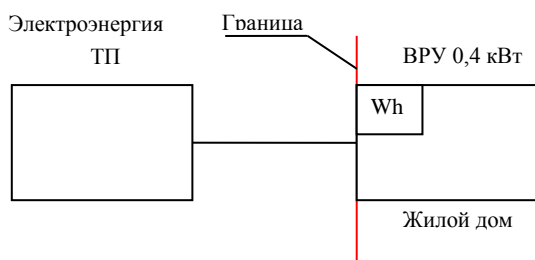 Электроэнергия
Граница
ТП
ВРУ 0,4 кВт
Wh
Жилой дом